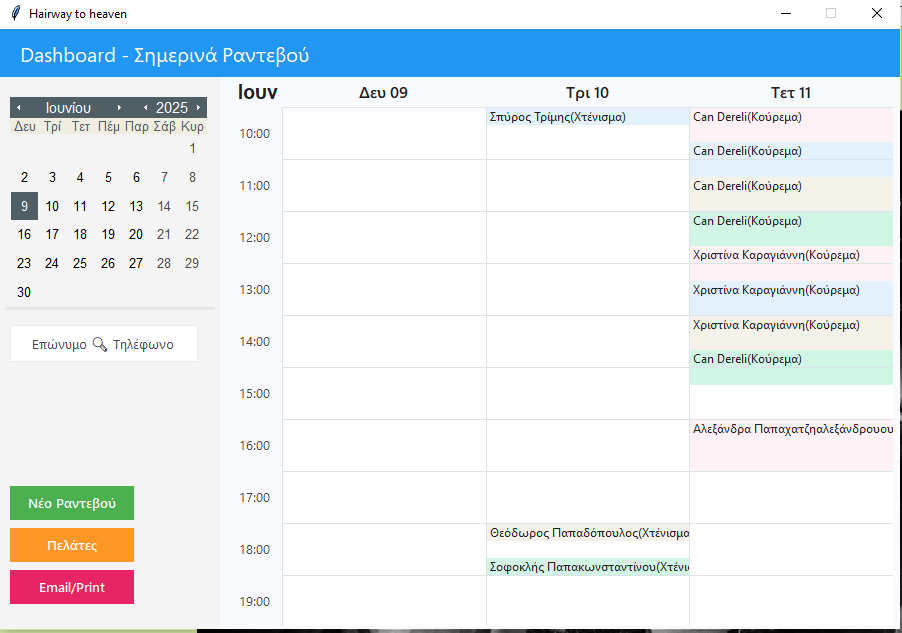 Hairway to heaven
Dashboard - Σημερινά Ραντεβού
Ιουνίου 2025
Δευ Τρί Τετ Πέμ Παρ Σάβ Κυρ
1
2 3 4 5 6 7 8
9 10 11 12 13 14 15
16 17 18 19 20 21 22
23 24 25 26 27 28 29
30
Επώνυμο Τηλέφωνο
Νέο Ραντεβού
Πελάτες
Email/Print
Ιουν Δευ 09 Τρι 10 Τετ 11
Σπύρος Τρίμης(Χτένισμα) Can Dereli(Κούρεμα)
10:00
Can Dereli(Κούρεμα)
11:00 Can Dereli(Κούρεμα)
Can Dereli(Κούρεμα)
12:00
Χριστίνα Καραγιάννη(Κούρεμα)
13:00 Χριστίνα Καραγιάννη(Κούρεμα)
Χριστίνα Καραγιάννη(Κούρεμα)
14:00
Can Dereli(Κούρεμα)
15:00
Αλεξάνδρα Παπαχατζηαλεξάνδρουου
16:00
17:00
Θεόδωρος Παπαδόπουλος(Χτένισμα
18:00
Σοφοκλής Παπακωνσταντίνου(Χτένι
19:00